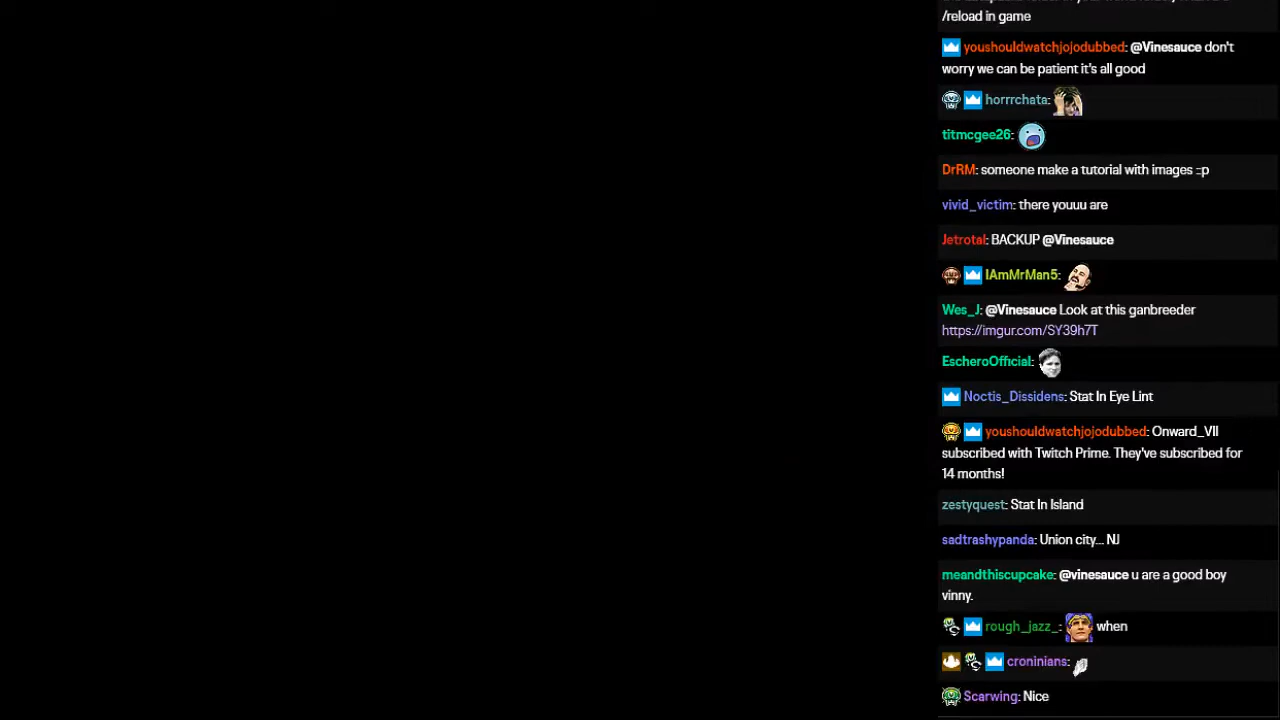 /reload in game
youshouldwatchjojodubbed: @Vinesauce don't
worry we can be patient it's all good
horrrchata:
titmcgee26:
DrRM: someone make a tutorial with images :;p
vivid_victim: there youuu are
Jetrotal: BACKUP @Vinesauce
IAmMrMan5:
Wes_J: @Vinesauce Look at this ganbreeder
https://imgur.com/SY39h7T
EscheroOfficial:
Noctis_Dissidens: Stat In Eye Lint
youshouldwatchjojodubbed: Onward_VII
subscribed with Twitch Prime. They've subscribed for
14 months!
zestyquest: Stat In Island
sadtrashypanda: Union city... NJ
meandthiscupcake: @vinesauce u are a good boy
vinny.
rough_jazz_: when
croninians:
Scarwing: Nice